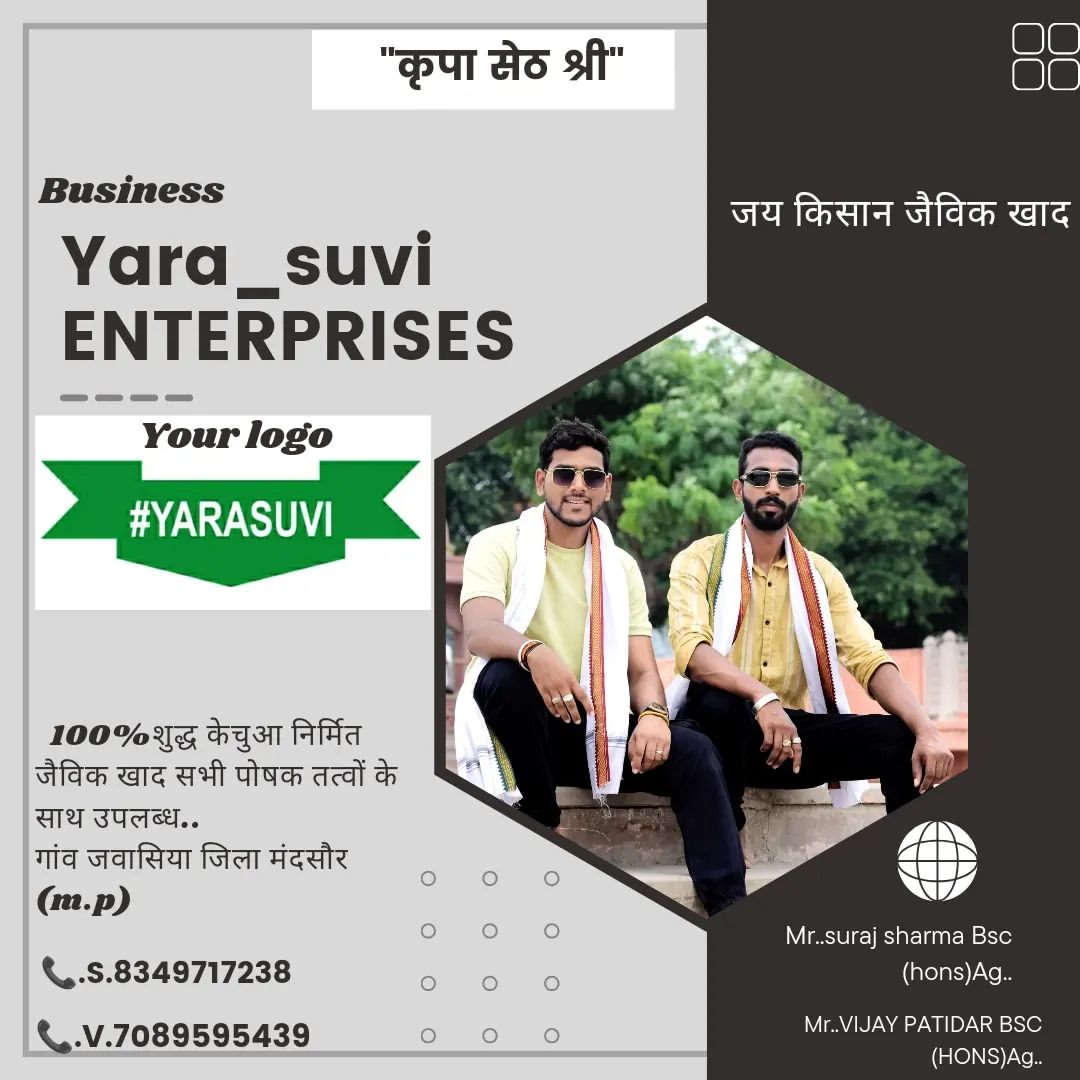 "कृपा सेठ श्री"
Business
Yara_suvi
ENTERPRISES
Your logo
#YARASUVI
जय किसान जैविक खाद
100%शुद्ध केचुआ निर्मित
जैविक खाद सभी पोषक तत्वों के
साथ उपलब्ध..
गांव जवासिया जिला मंदसौर
(m.p)
📞.S.8349717238
📞.V.7089595439
Mr..suraj sharma Bsc
(hons)Ag..
Mr..VIJAY PATIDAR BSC
(HONS)Ag..